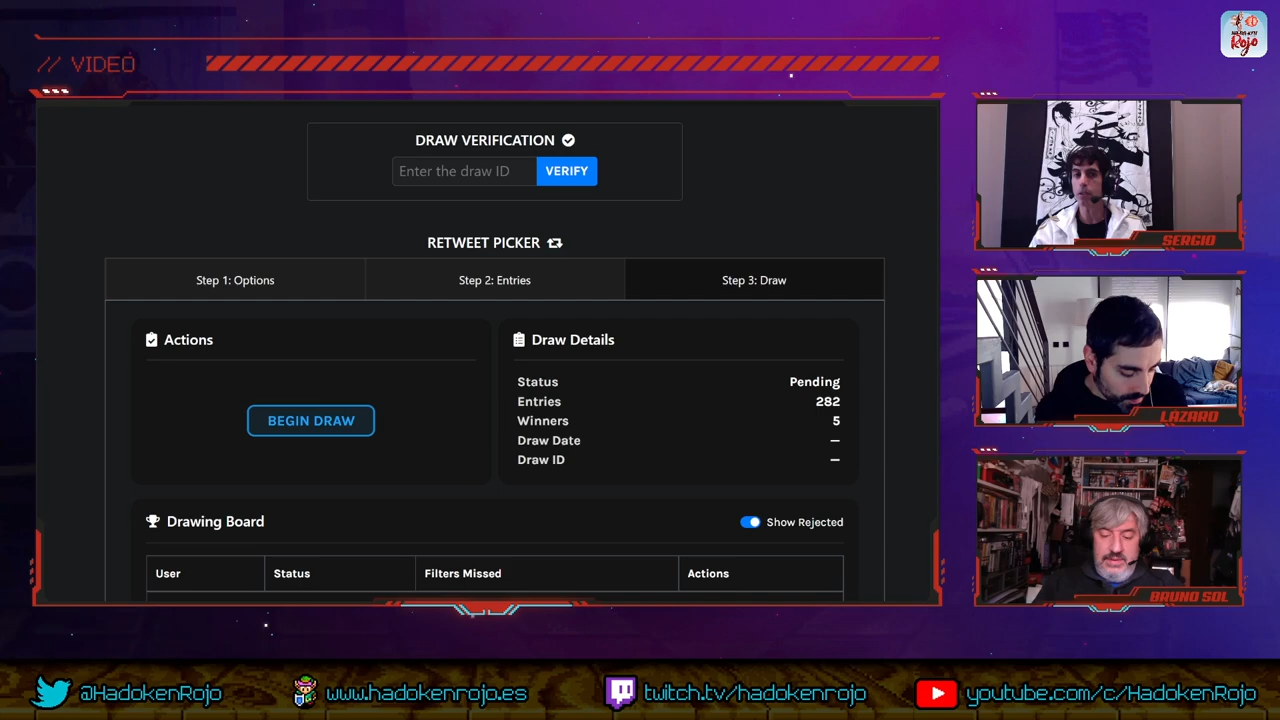 // VIDEO
Rojo
DRAW VERIFICATION
Enter the draw ID
VERIFY
RETWEET PICKER
Step 1: Options
Step 2: Entries
Step 3: Draw
Actions
BEGIN DRAW
Draw Details
Status Pending
Entries 282
Winners 5
Draw Date —
Draw ID —
Drawing Board
Show Rejected
User Status Filters Missed Actions
SERGIO
LÁZARO
BRUNO SOL
@HadokenRojo
www.hadokenrojo.es
twitch.tv/hadokenrojo
youtube.com/c/HadokenRojo